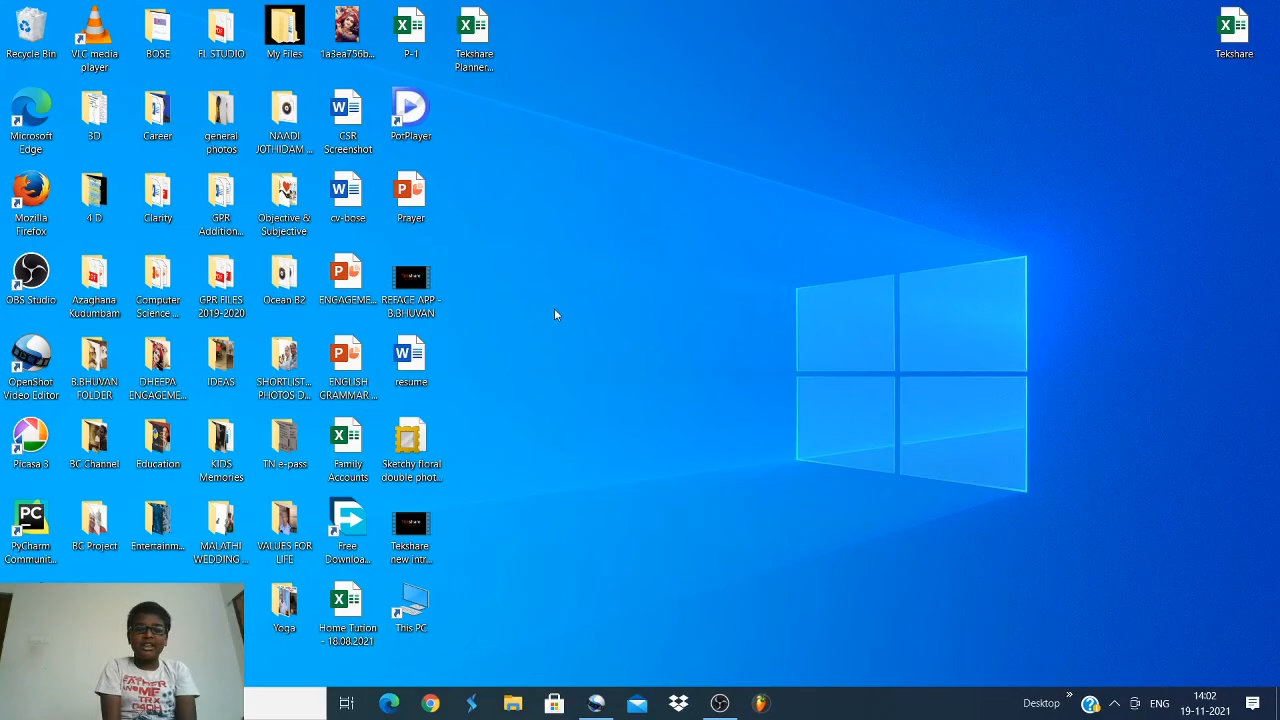 Recycle Bin
VLC media
player
BOSE
FL STUDIO
My Files
1a3ea756b...
P-1
Tekshare
Planner...
Tekshare
Microsoft
Edge
3D
Career
general
photos
NAADI
JOTHIDAM ...
CSR
Screenshot
PotPlayer
Mozilla
Firefox
4 D
Clarity
GPR
Addition...
Objective &
Subjective
cv-bose
Prayer
OBS Studio
Azaghana
Kudumbam
Computer
Science ...
GPR FILES
2019-2020
Ocean B2
ENGAGEME...
REFACE APP -
B.BHUVAN
OpenShot
Video Editor
B.BHUVAN
FOLDER
DHEEPA
ENGAGEME...
IDEAS
SHORTLIST...
PHOTOS D...
ENGLISH
GRAMMAR ...
resume
Picasa 3
BC Channel
Education
KIDS
Memories
TN e-pass
Family
Accounts
Sketchy floral
double phot...
PC
PyCharm
Communit...
BC Project
Entertainm...
MALATHI
WEDDING ...
VALUES FOR
LIFE
Free
Downloa...
Tekshare
Tekshare
new intr...
Yoga
Home Tution
- 18.08.2021
This PC
FATHER
ME
TRX
Desktop
ENG
14:02
19-11-2021